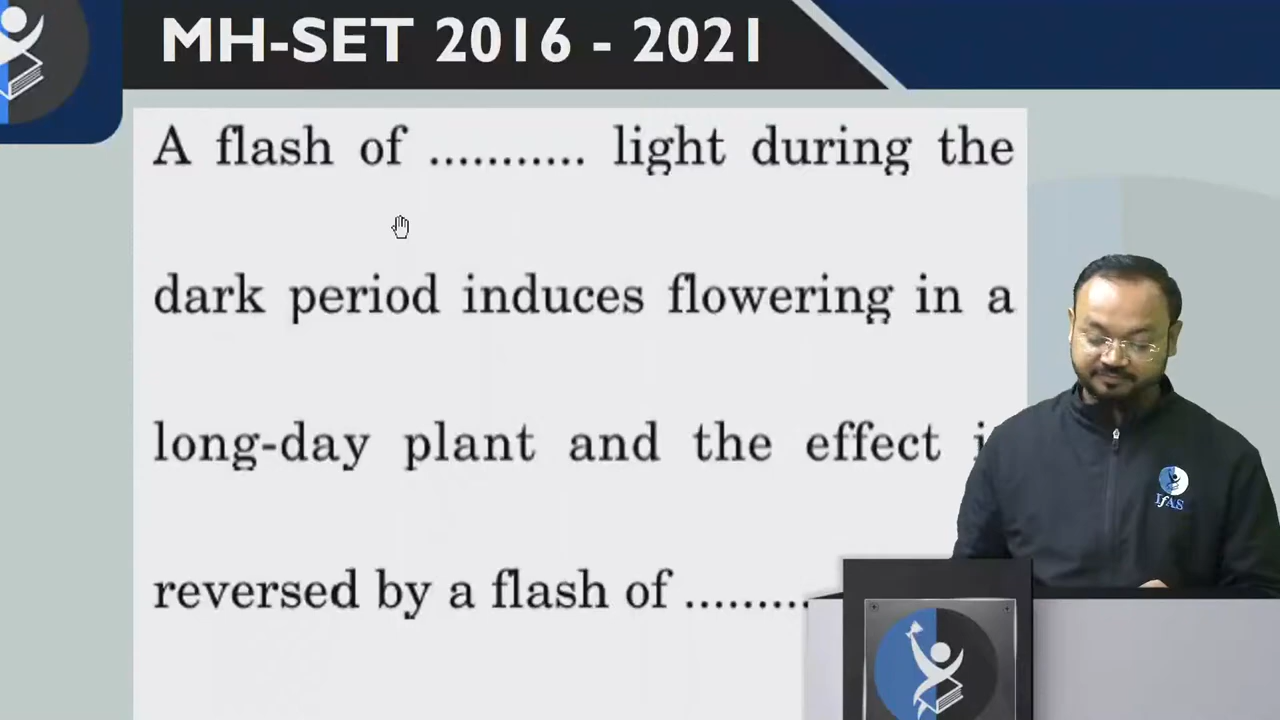 MH-SET 2016 - 2021
A flash of ........... light during the
dark period induces flowering in a
long-day plant and the effect
reversed by a flash of .........
IFAS